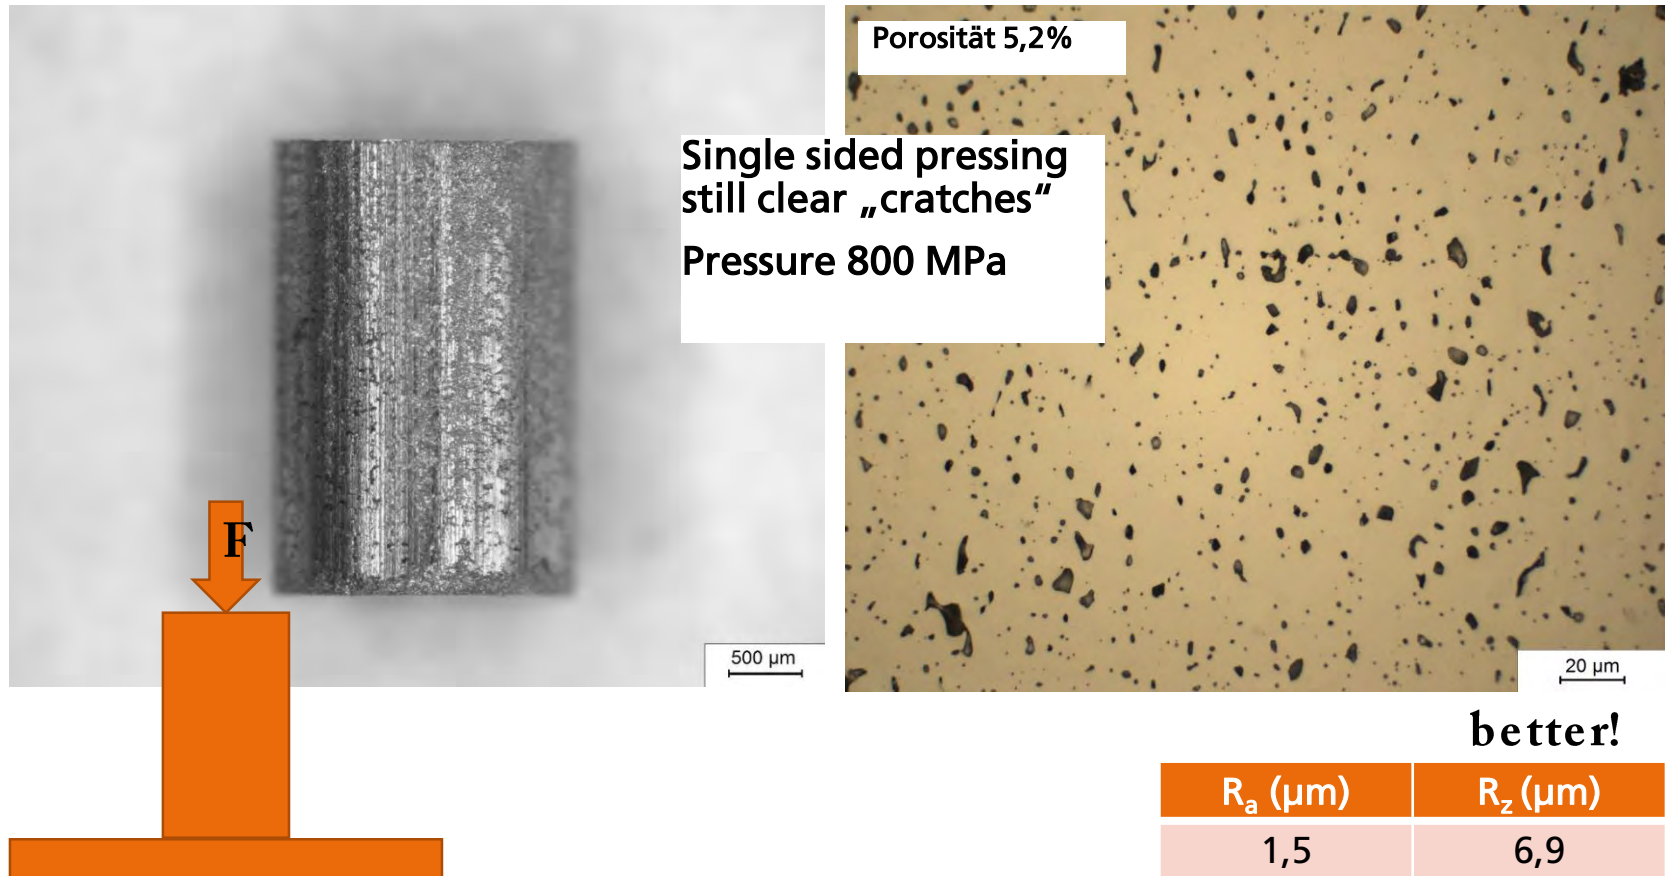 Porosität 5,2%
Single sided pressing
still clear „cratches“
Pressure 800 MPa
F
500 µm
20 µm
better!
Ra (µm) Rz (µm)
1,5 6,9